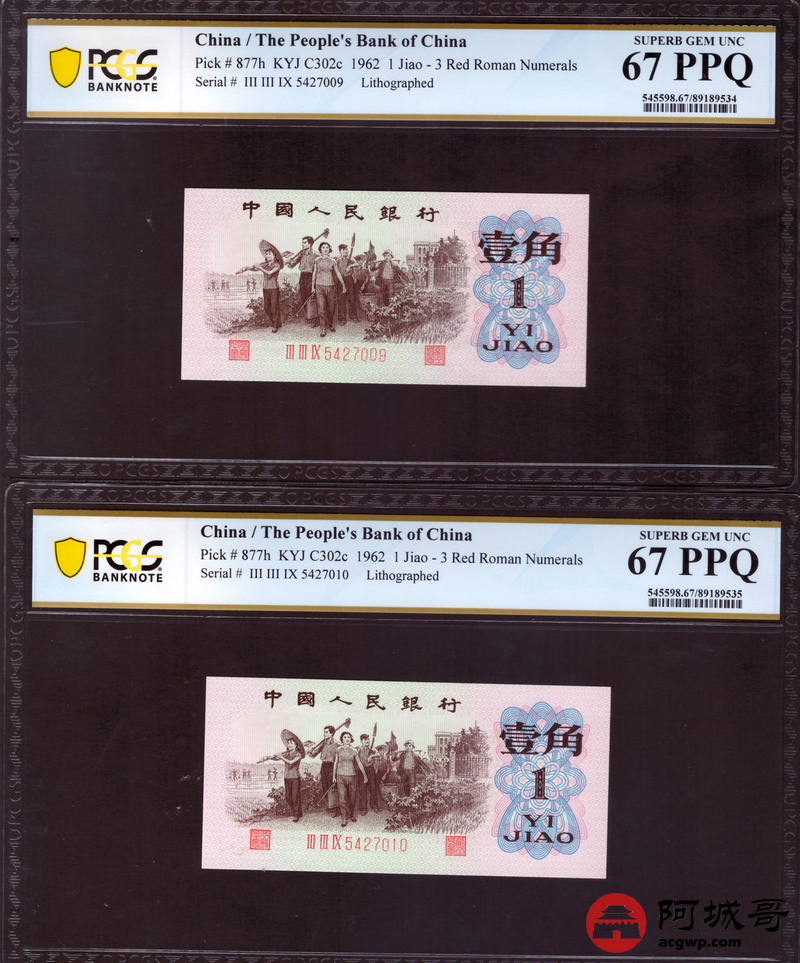 PCGS
BANKNOTE
China / The People's Bank of China
Pick # 877h KYJ C302c 1962 1 Jiao - 3 Red Roman Numerals
Serial # III III IX 5427009 Lithographed
SUPERB GEM UNC
67 PPQ
545598.67/89189534
中國人民銀行
壹角
1
YI
JIAO
III III IX 5427009
PCGS
BANKNOTE
China / The People's Bank of China
Pick # 877h KYJ C302c 1962 1 Jiao - 3 Red Roman Numerals
Serial # III III IX 5427010 Lithographed
SUPERB GEM UNC
67 PPQ
545598.67/89189535
中國人民銀行
壹角
1
YI
JIAO
III III IX 5427010
阿城哥
acgwp.com